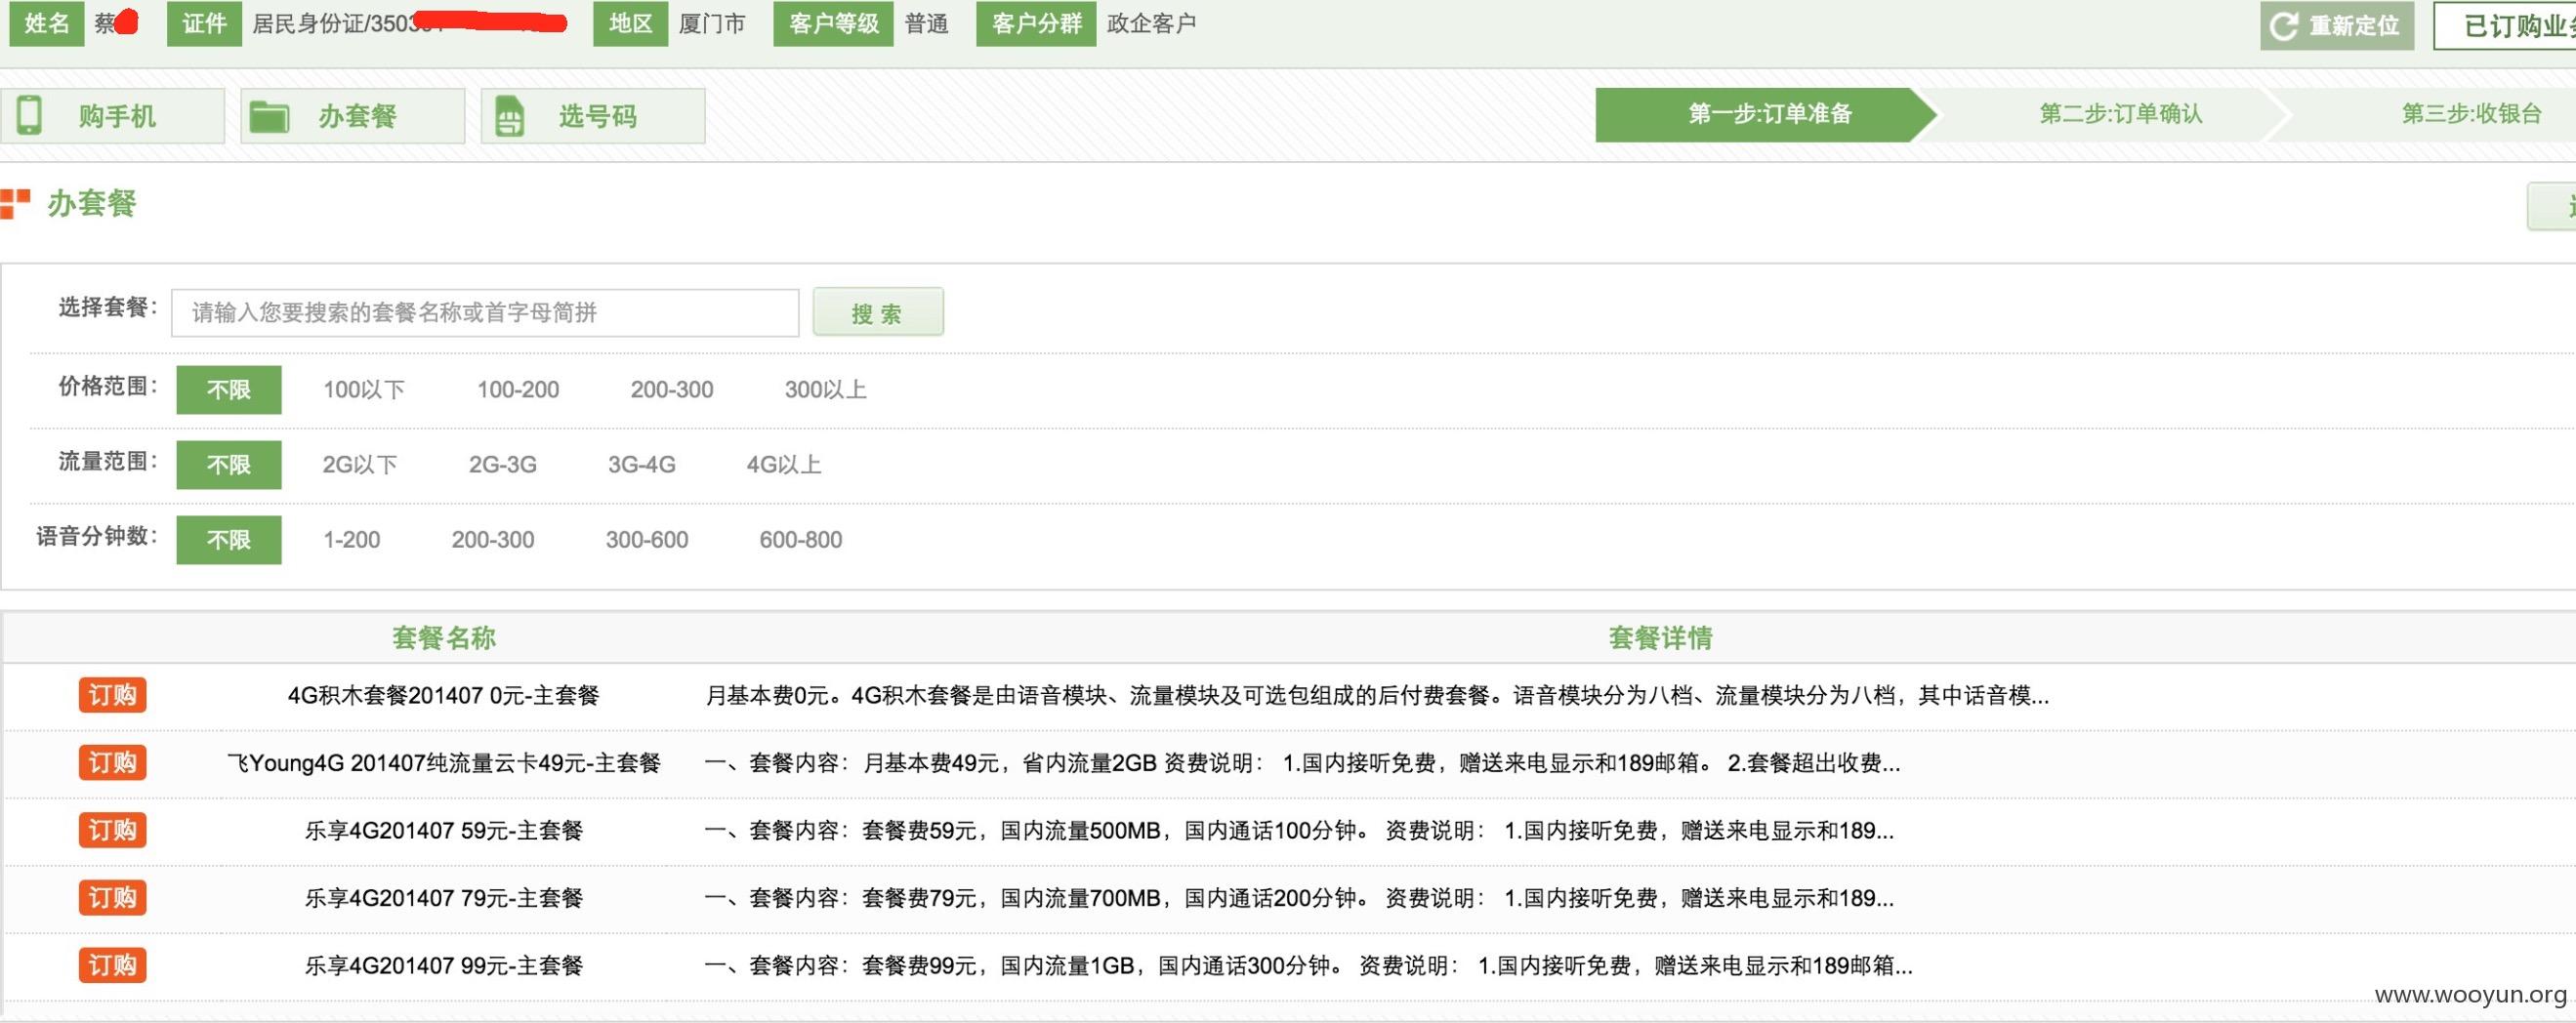 姓名 蔡 证件 居民身份证/3503 地区 厦门市 客户等级 普通 客户分群 政企客户 重新定位 已订购业
购手机 办套餐 选号码 第一步:订单准备 第二步:订单确认 第三步:收银台
办套餐
选择套餐: 请输入您要搜索的套餐名称或首字母简拼 搜 索
价格范围: 不限 100以下 100-200 200-300 300以上
流量范围: 不限 2G以下 2G-3G 3G-4G 4G以上
语音分钟数: 不限 1-200 200-300 300-600 600-800
套餐名称 套餐详情
订购 4G积木套餐201407 0元-主套餐 月基本费0元。4G积木套餐是由语音模块、流量模块及可选包组成的后付费套餐。语音模块分为八档、流量模块分为八档，其中话音模...
订购 飞Young4G 201407纯流量云卡49元-主套餐 一、套餐内容：月基本费49元，省内流量2GB 资费说明： 1.国内接听免费，赠送来电显示和189邮箱。 2.套餐超出收费...
订购 乐享4G201407 59元-主套餐 一、套餐内容：套餐费59元，国内流量500MB，国内通话100分钟。 资费说明： 1.国内接听免费，赠送来电显示和189...
订购 乐享4G201407 79元-主套餐 一、套餐内容：套餐费79元，国内流量700MB，国内通话200分钟。 资费说明： 1.国内接听免费，赠送来电显示和189...
订购 乐享4G201407 99元-主套餐 一、套餐内容：套餐费99元，国内流量1GB，国内通话300分钟。 资费说明： 1.国内接听免费，赠送来电显示和189邮箱...
www.wooyun.org